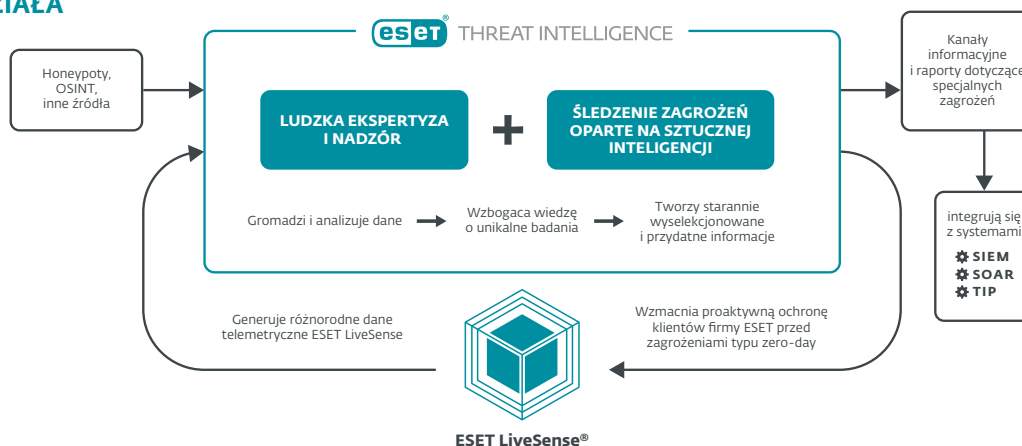 ZIAŁA
eseT® THREAT INTELLIGENCE
Honeypoty,
OSINT,
inne źródła
LUDZKA EKSPERTYZA
I NADZÓR
+
ŚLEDZENIE ZAGROŻEŃ
OPARTE NA SZTUCZNEJ
INTELIGENCJI
Gromadzi i analizuje dane
Wzbogaca wiedzę
o unikalne badania
Tworzy starannie
wyselekcjonowane
i przydatne informacje
Kanały
informacyjne
i raporty dotyczące
specjalnych
zagrożeń
integrują się
z systemami
SIEM
SOAR
TIP
Generuje różnorodne dane
telemetryczne ESET LiveSense
Wzmacnia proaktywną ochronę
klientów firmy ESET przed
zagrożeniami typu zero-day
ESET LiveSense®